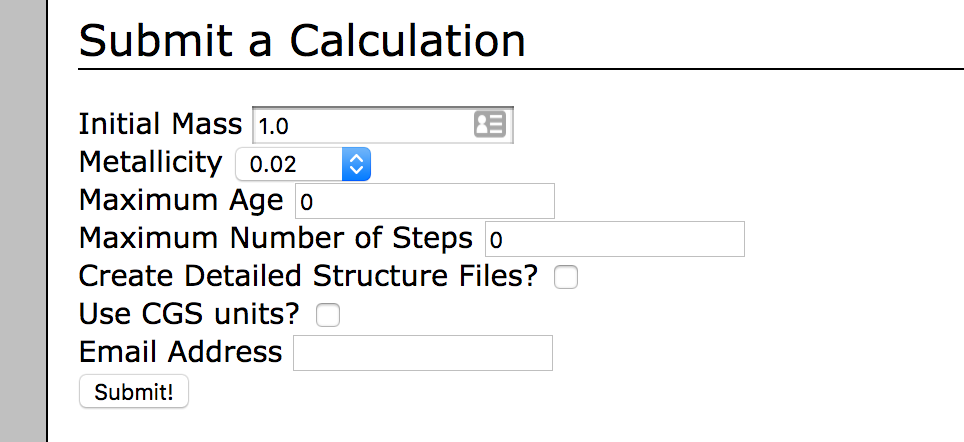 Submit a Calculation
Initial Mass 1.0
Metallicity 0.02
Maximum Age 0
Maximum Number of Steps 0
Create Detailed Structure Files?
Use CGS units?
Email Address
Submit!